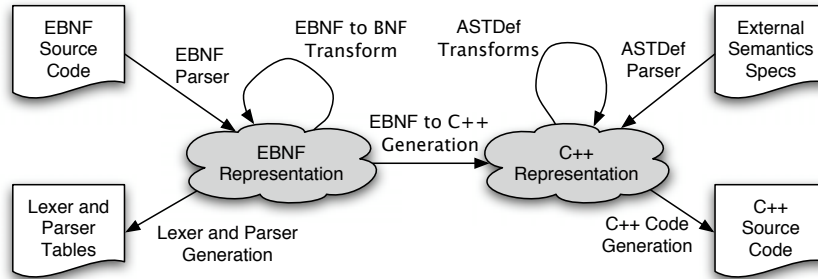 EBNF
Source
Code
EBNF
Parser
EBNF to BNF
Transform
ASTDef
Transforms
ASTDef
Parser
External
Semantics
Specs
EBNF
Representation
EBNF to C++
Generation
C++
Representation
Lexer and
Parser
Tables
Lexer and Parser
Generation
C++ Code
Generation
C++
Source
Code